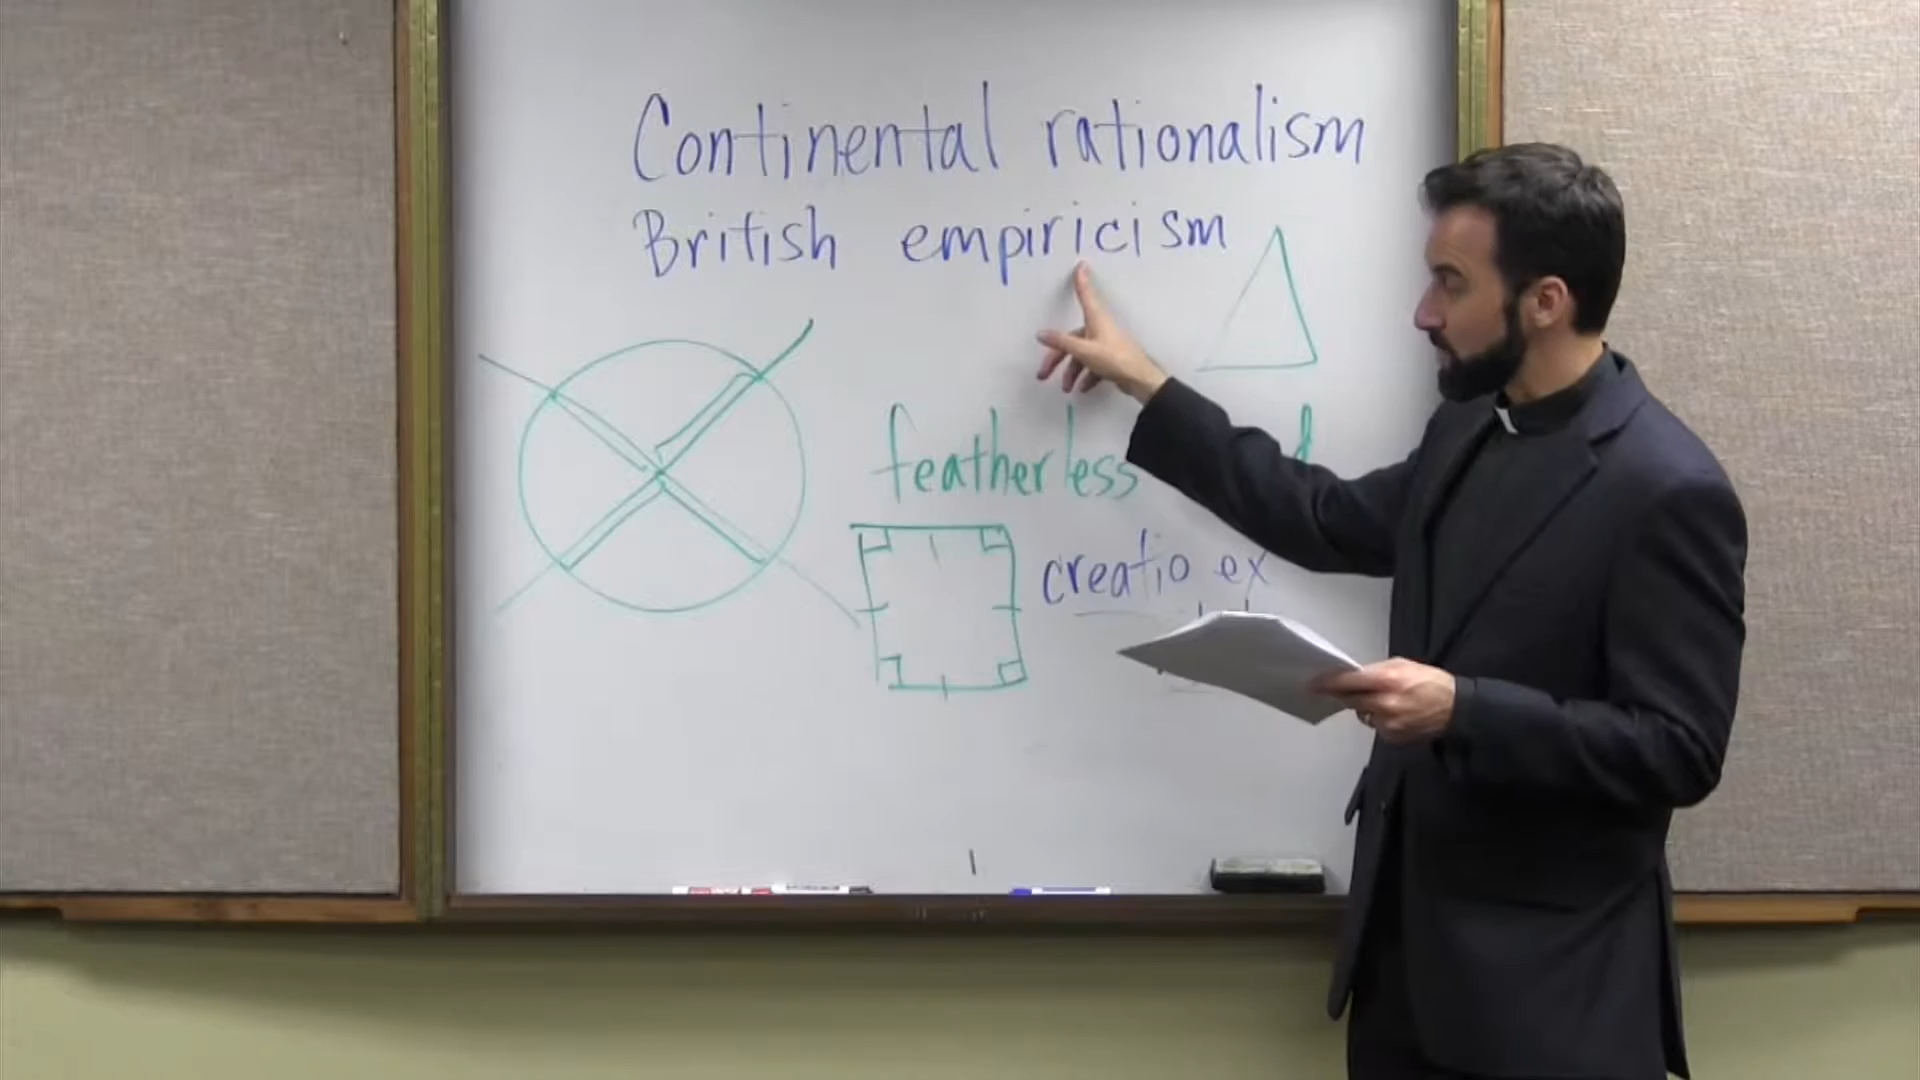 Continental rationalism
British empiricism
featherless
creatio ex